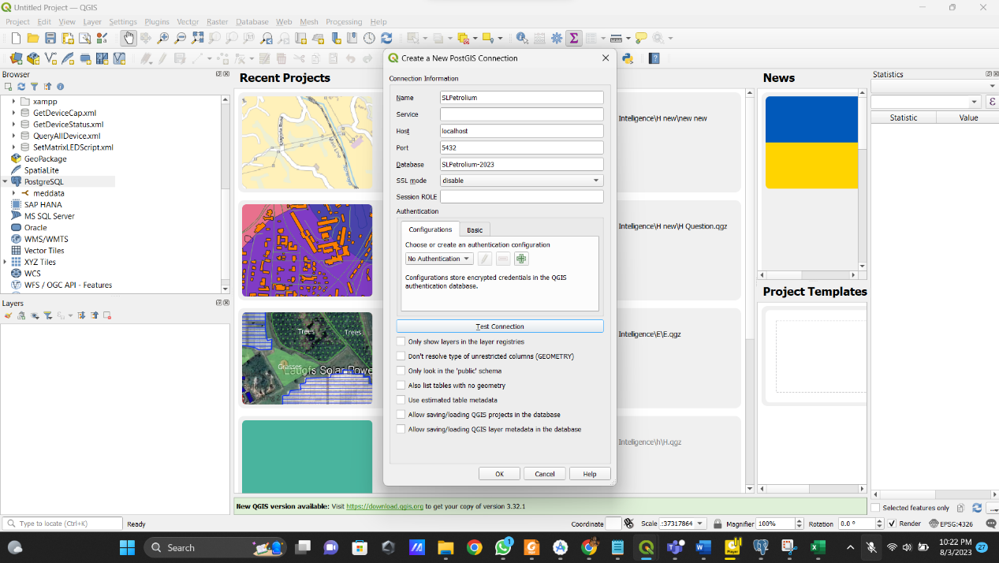 Untitled Project — QGIS
Project Edit View Layer Settings Plugins Vector Raster Database Web Mesh Processing Help
Browser
xampp
GetDeviceCap.xml
GetDeviceStatus.xml
QueryAllDevice.xml
SetMatrixLEDScript.xml
GeoPackage
SpatiaLite
PostgreSQL
meddata
SAP HANA
MS SQL Server
Oracle
WMS/WMTS
Vector Tiles
XYZ Tiles
WCS
WFS / OGC API - Features
Layers
Recent Projects
Main Line
Trees Trees
Grasses
Laugfs Solar Powe
Inteligence\H new\new new
Inteligence\H new\H Question.qgz
Inteligence\E\E.qgz
Inteligence\h\H.qgz
Create a New PostGIS Connection
Connection Information
Name SLPetrolium
Service
Host localhost
Port 5432
Database SLPetrolium-2023
SSL mode disable
Session ROLE
Authentication
Configurations Basic
Choose or create an authentication configuration
No Authentication
Configurations store encrypted credentials in the QGIS
authentication database.
Test Connection
Only show layers in the layer registries
Don't resolve type of unrestricted columns (GEOMETRY)
Only look in the 'public' schema
Also list tables with no geometry
Use estimated table metadata
Allow saving/loading QGIS projects in the database
Allow saving/loading QGIS layer metadata in the database
OK Cancel Help
News
Project Templates
Statistics
Statistic Value
Selected features only
New QGIS version available: Visit https://download.qgis.org to get your copy of version 3.32.1
Type to locate (Ctrl+K) Ready Coordinate Scale :37317864 Magnifier 100% Rotation 0.0 ° Render EPSG:4326
Search
1
10:22 PM
8/3/2023
27